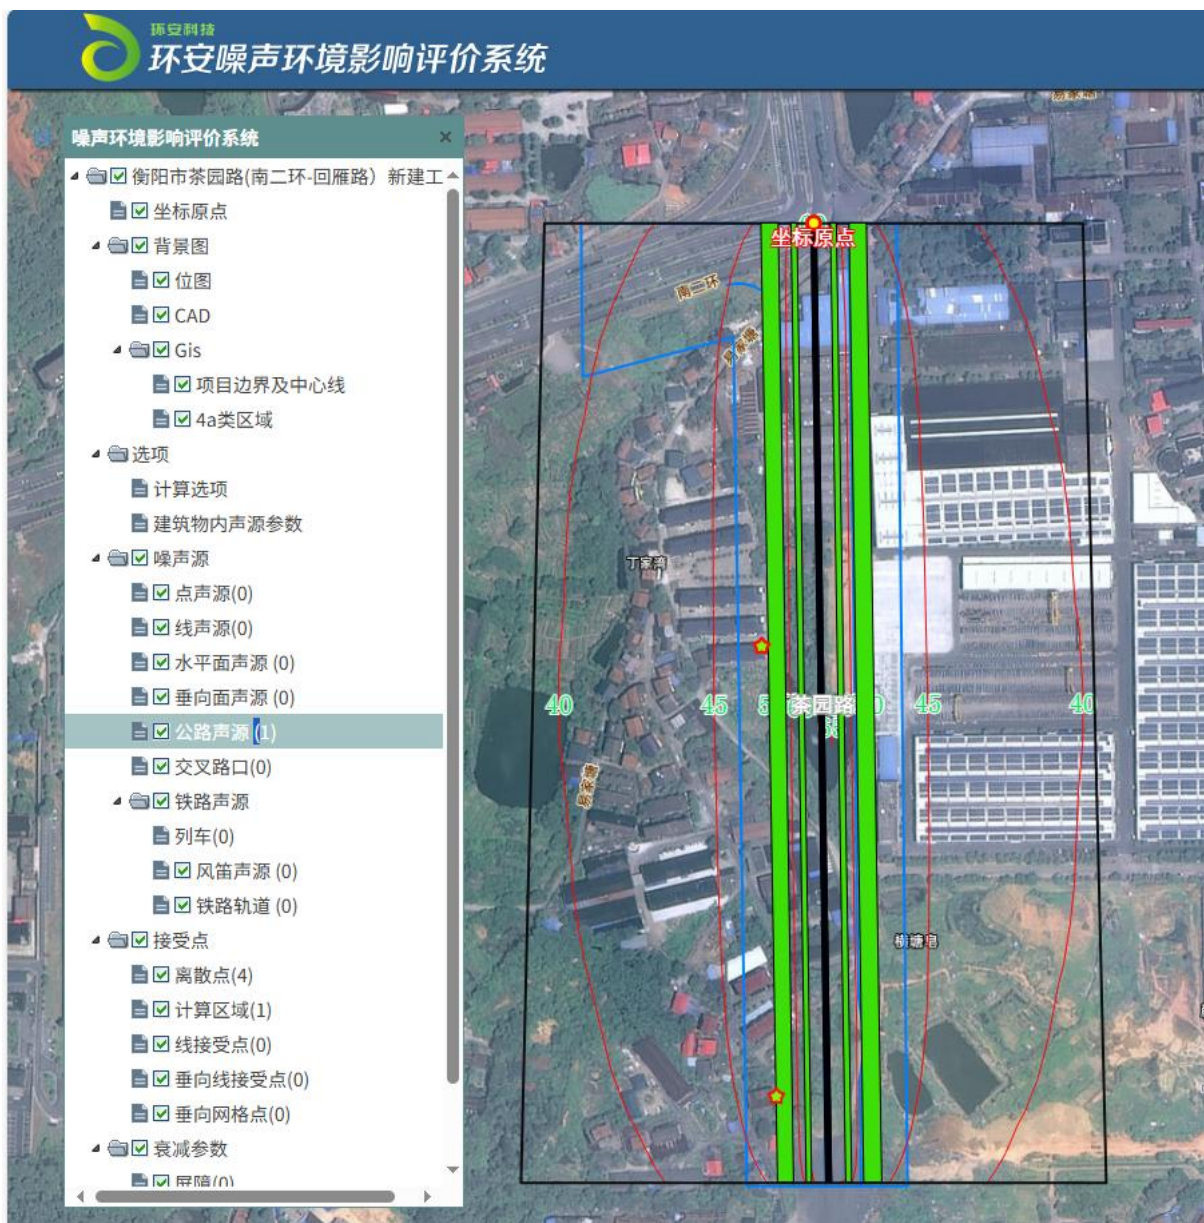 环安科技
环安噪声环境影响评价系统
噪声环境影响评价系统
衡阳市茶园路(南二环-回雁路）新建工
坐标原点
背景图
位图
CAD
Gis
项目边界及中心线
4a类区域
选项
计算选项
建筑物内声源参数
噪声源
点声源(0)
线声源(0)
水平面声源 (0)
垂向面声源 (0)
公路声源 (1)
交叉路口(0)
铁路声源
列车(0)
风笛声源 (0)
铁路轨道 (0)
接受点
离散点(4)
计算区域(1)
线接受点(0)
垂向线接受点(0)
垂向网格点(0)
衰减参数
屏障(0)
坐标原点
南二环
丁家湾
40
45
茶园路
45
40